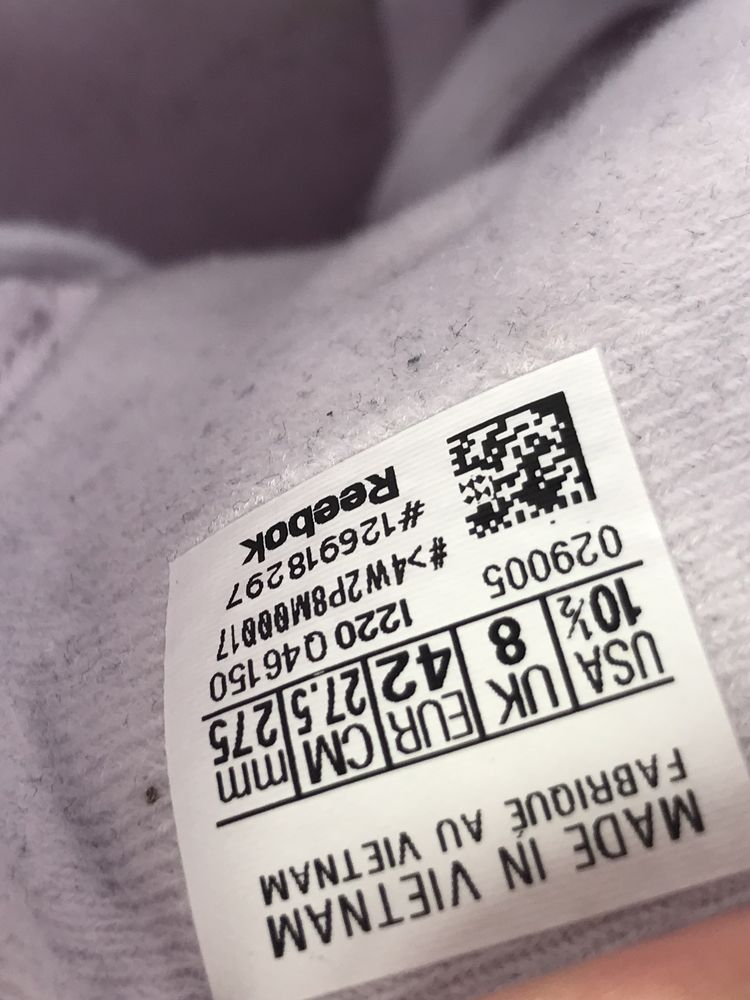 MADE IN VIETNAM
FABRIQUÉ AU VIETNAM
USA UK EUR CM mm
10½ 8 42 27.5 275
029005 1220 Q46150
#>4W2P8M00017
#126918297
Reebok